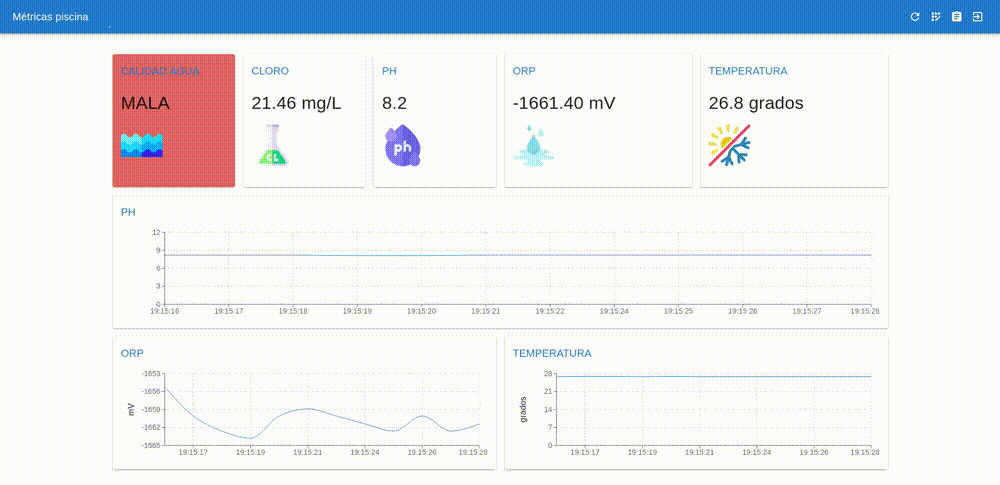 Métricas piscina
CALIDAD AGUA
MALA
CLORO
21.46 mg/L
CL
PH
8.2
ph
ORP
-1661.40 mV
TEMPERATURA
26.8 grados
PH
12
9
6
3
0
19:15:16 19:15:17 19:15:18 19:15:19 19:15:20 19:15:21 19:15:22 19:15:24 19:15:25 19:15:26 19:15:27 19:15:28
ORP
mV
-1653
-1656
-1659
-1662
-1665
19:15:17 19:15:19 19:15:21 19:15:24 19:15:26 19:15:28
TEMPERATURA
grados
28
21
14
7
0
19:15:17 19:15:19 19:15:21 19:15:24 19:15:26 19:15:28